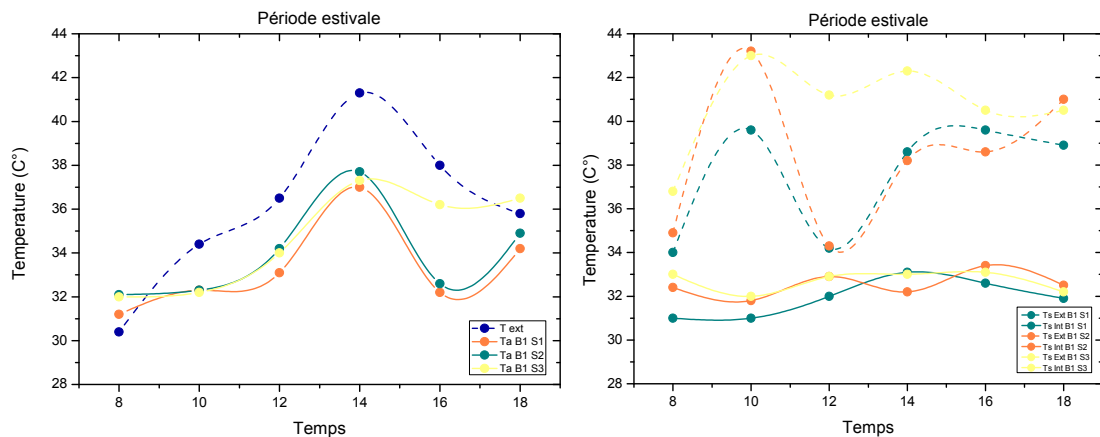 Période estivale
Temperature (C°)
44
42
40
38
36
34
32
30
28
8 10 12 14 16 18
Temps
T ext
Ta B1 S1
Ta B1 S2
Ta B1 S3
Période estivale
Temperature (C°)
44
42
40
38
36
34
32
30
28
8 10 12 14 16 18
Temps
Ts Ext B1 S1
Ts Int B1 S1
Ts Ext B1 S2
Ts Int B1 S2
Ts Ext B1 S3
Ts Int B1 S3